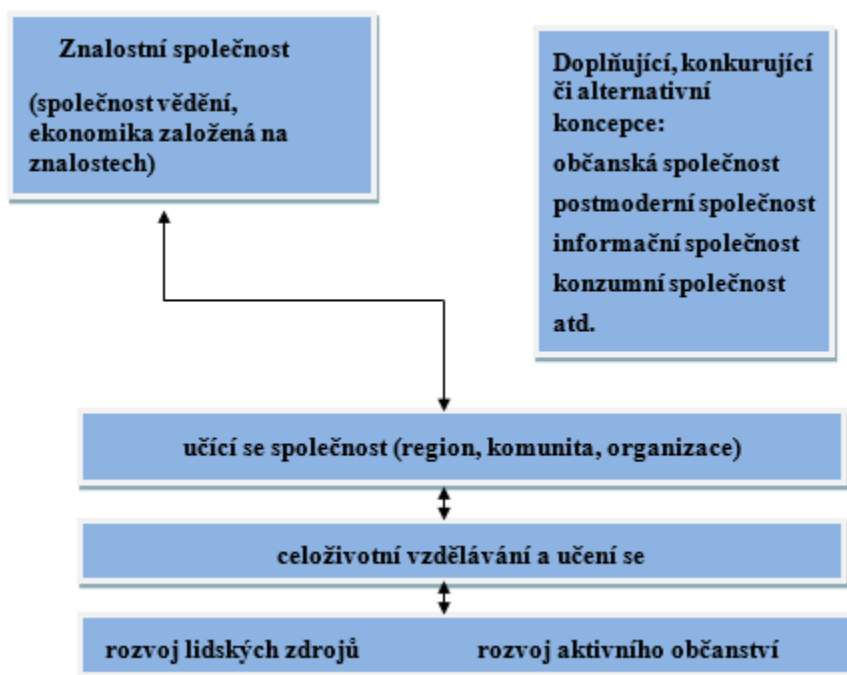 Znalostní společnost
(společnost vědění,
ekonomika založená na
znalostech)
Doplňující, konkurující
či alternativní
koncepce:
občanská společnost
postmoderní společnost
informační společnost
konzumní společnost
atd.
učící se společnost (region, komunita, organizace)
celoživotní vzdělávání a učení se
rozvoj lidských zdrojů rozvoj aktivního občanství